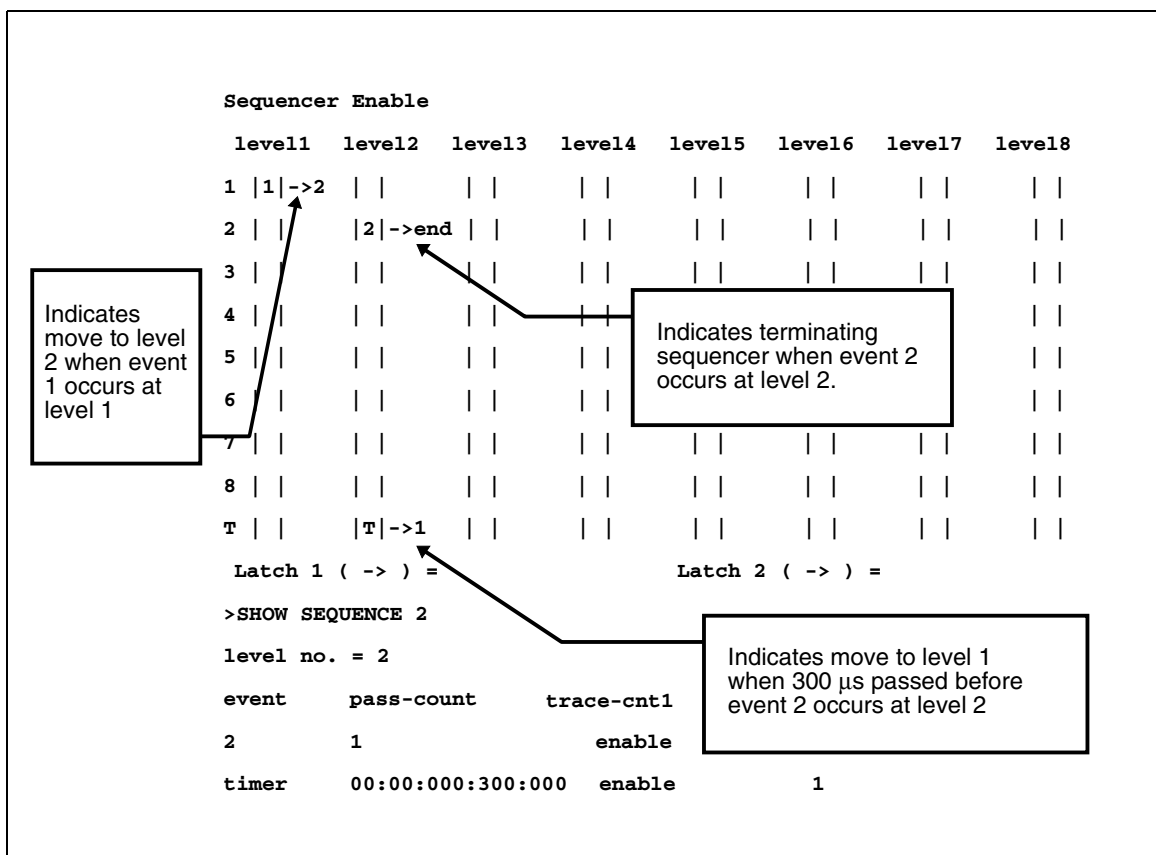 Sequencer Enable
level1 level2 level3 level4 level5 level6 level7 level8
1 |1|->2 | | | | | | | | | | | | | |
2 | | |2|->end | | | | | | | | | | | |
3 | | | | | | | | | | | | | | | |
4 | | | | | | | | | | | | | | | |
5 | | | | | |
6 | | | | | |
7 | | | | | | | | | | | | | | | |
8 | | | | | | | | | | | | | | | |
T | | |T|->1 | | | | | | | | | | | |
Latch 1 ( -> ) = Latch 2 ( -> ) =
>SHOW SEQUENCE 2
level no. = 2
event pass-count trace-cnt1
2 1 enable
timer 00:00:000:300:000 enable 1
Indicates
move to level
2 when event
1 occurs at
level 1
Indicates terminating
sequencer when event 2
occurs at level 2.
Indicates move to level 1
when 300 µs passed before
event 2 occurs at level 2